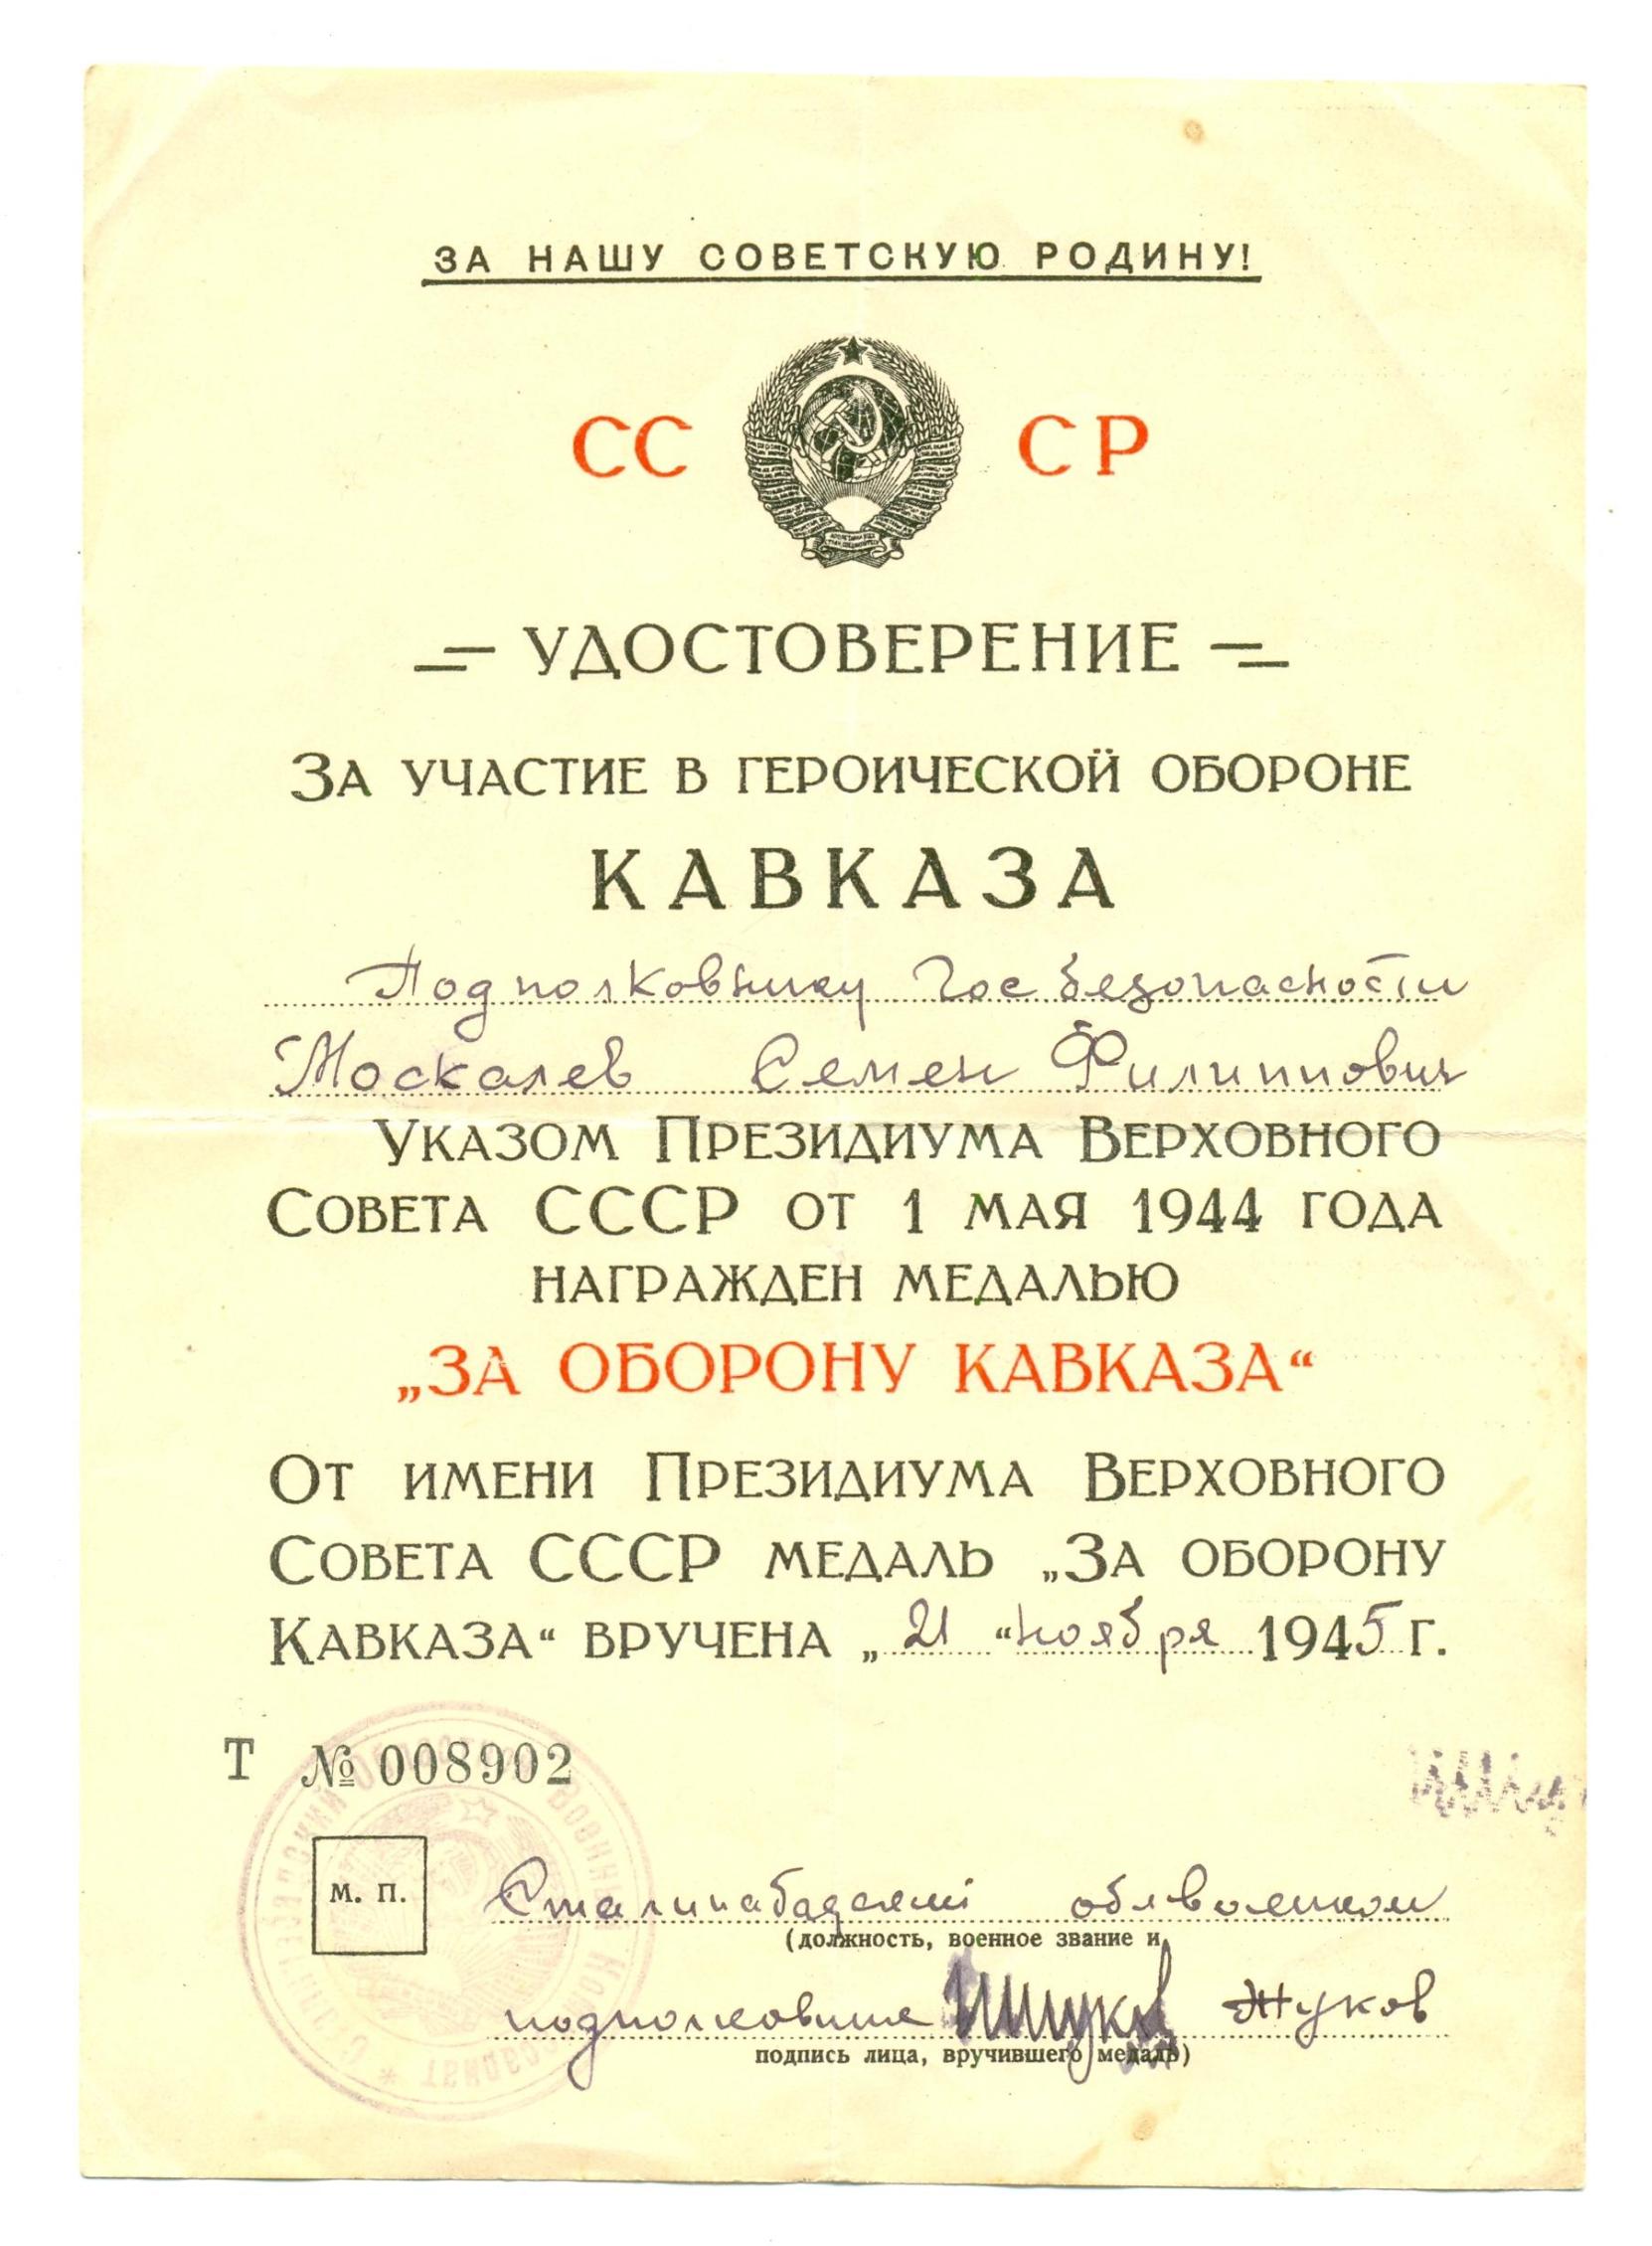 ЗА НАШУ СОВЕТСКУЮ РОДИНУ!
СС СР
УДОСТОВЕРЕНИЕ
ЗА УЧАСТИЕ В ГЕРОИЧЕСКОЙ ОБОРОНЕ
КАВКАЗА
Подполковнику Госбезопасности
Москалев Семен Филиппович
УКАЗОМ ПРЕЗИДИУМА ВЕРХОВНОГО
СОВЕТА СССР ОТ 1 МАЯ 1944 ГОДА
НАГРАЖДЕН МЕДАЛЬЮ
„ЗА ОБОРОНУ КАВКАЗА“
ОТ ИМЕНИ ПРЕЗИДИУМА ВЕРХОВНОГО
СОВЕТА СССР МЕДАЛЬ „ЗА ОБОРОНУ
КАВКАЗА“ ВРУЧЕНА „21“ ноября 1945 г.
Т № 008902
М. П.
Сталинабадский облвоенком
(должность, военное звание и
подполковник Жуков
подпись лица, вручившего медаль)